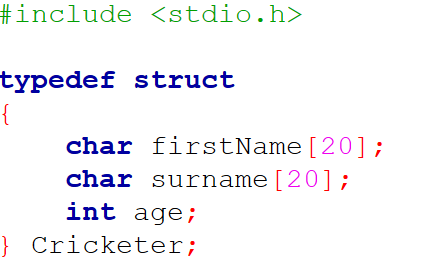 #include <stdio.h>
typedef struct
{
    char firstName[20];
    char surname[20];
    int age;
} Cricketer;